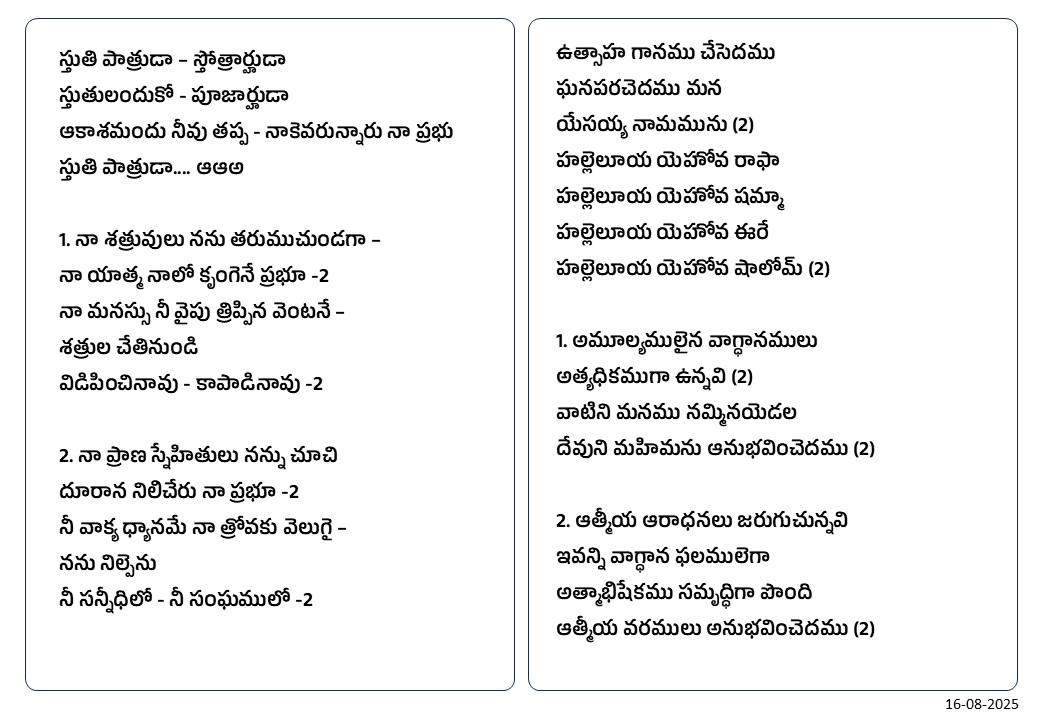 స్తుతి పాత్రుడా – స్తోత్రార్హుడా
స్తుతులందుకో - పూజార్హుడా
ఆకాశమందు నీవు తప్ప - నాకెవరున్నారు నా ప్రభు
స్తుతి పాత్రుడా.... ఆఆఅ

1. నా శత్రువులు నను తరుముచుండగా –
నా యాత్మ నాలో కృంగెనే ప్రభూ -2
నా మనస్సు నీ వైపు త్రిప్పిన వెంటనే –
శత్రుల చేతినుండి
విడిపించినావు - కాపాడినావు -2

2. నా ప్రాణ స్నేహితులు నన్ను చూచి
దూరాన నిలిచేరు నా ప్రభూ -2
నీ వాక్య ధ్యానమే నా త్రోవకు వెలుగై –
నను నిల్పెను
నీ సన్నీధిలో - నీ సంఘములో -2

ఉత్సాహ గానము చేసెదము
ఘనపరచెదము మన
యేసయ్య నామమును (2)
హల్లెలూయ యెహోవ రాఫా
హల్లెలూయ యెహోవ షమ్మా
హల్లెలూయ యెహోవ ఈరే
హల్లెలూయ యెహోవ షాలోమ్ (2)

1. అమూల్యములైన వాగ్ధానములు
అత్యధికముగా ఉన్నవి (2)
వాటిని మనము నమ్మినయెడల
దేవుని మహిమను ఆనుభవించెదము (2)

2. ఆత్మీయ ఆరాధనలు జరుగుచున్నవి
ఇవన్ని వాగ్ధాన ఫలములెగా
అత్మాభిషేకము సమృద్ధిగా పొంది
ఆత్మీయ వరములు అనుభవించెదము (2)

16-08-2025